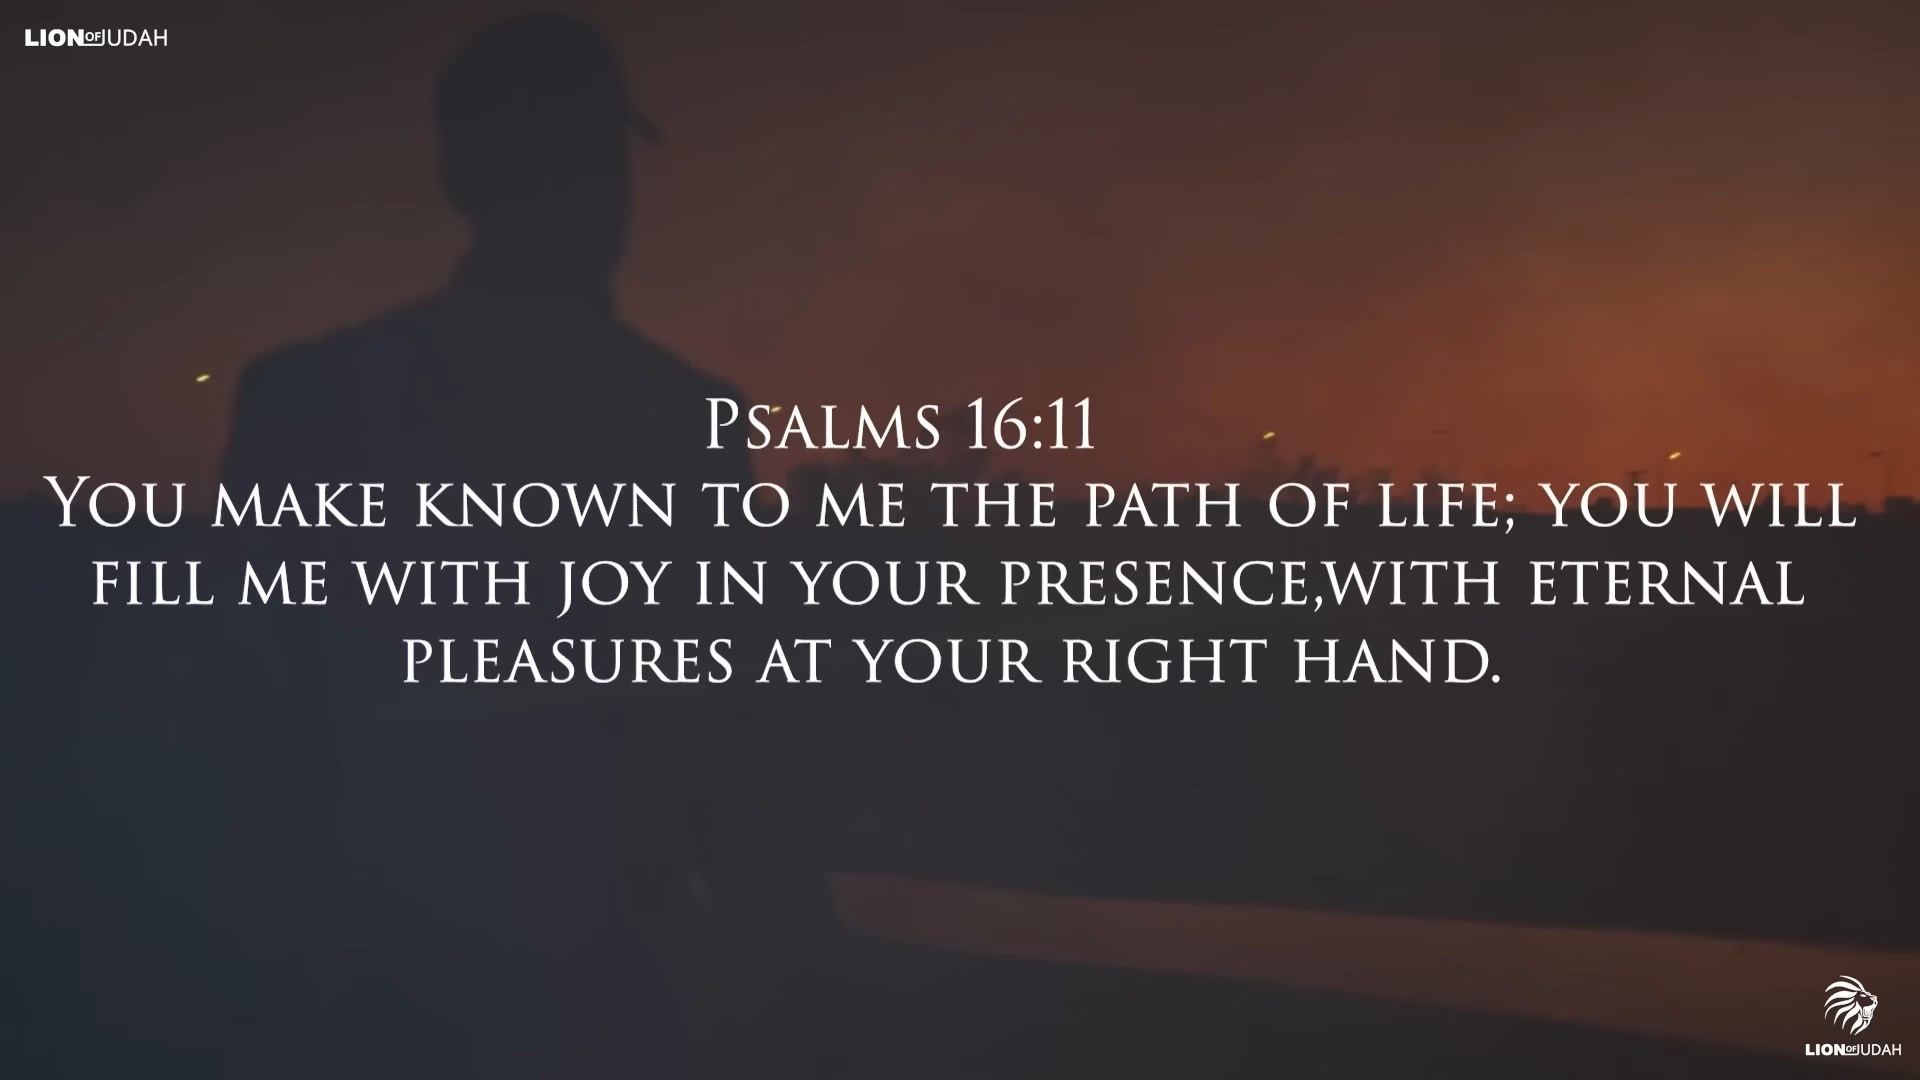 LION OF JUDAH
PSALMS 16:11
YOU MAKE KNOWN TO ME THE PATH OF LIFE; YOU WILL
FILL ME WITH JOY IN YOUR PRESENCE,WITH ETERNAL
PLEASURES AT YOUR RIGHT HAND.
LION OF JUDAH